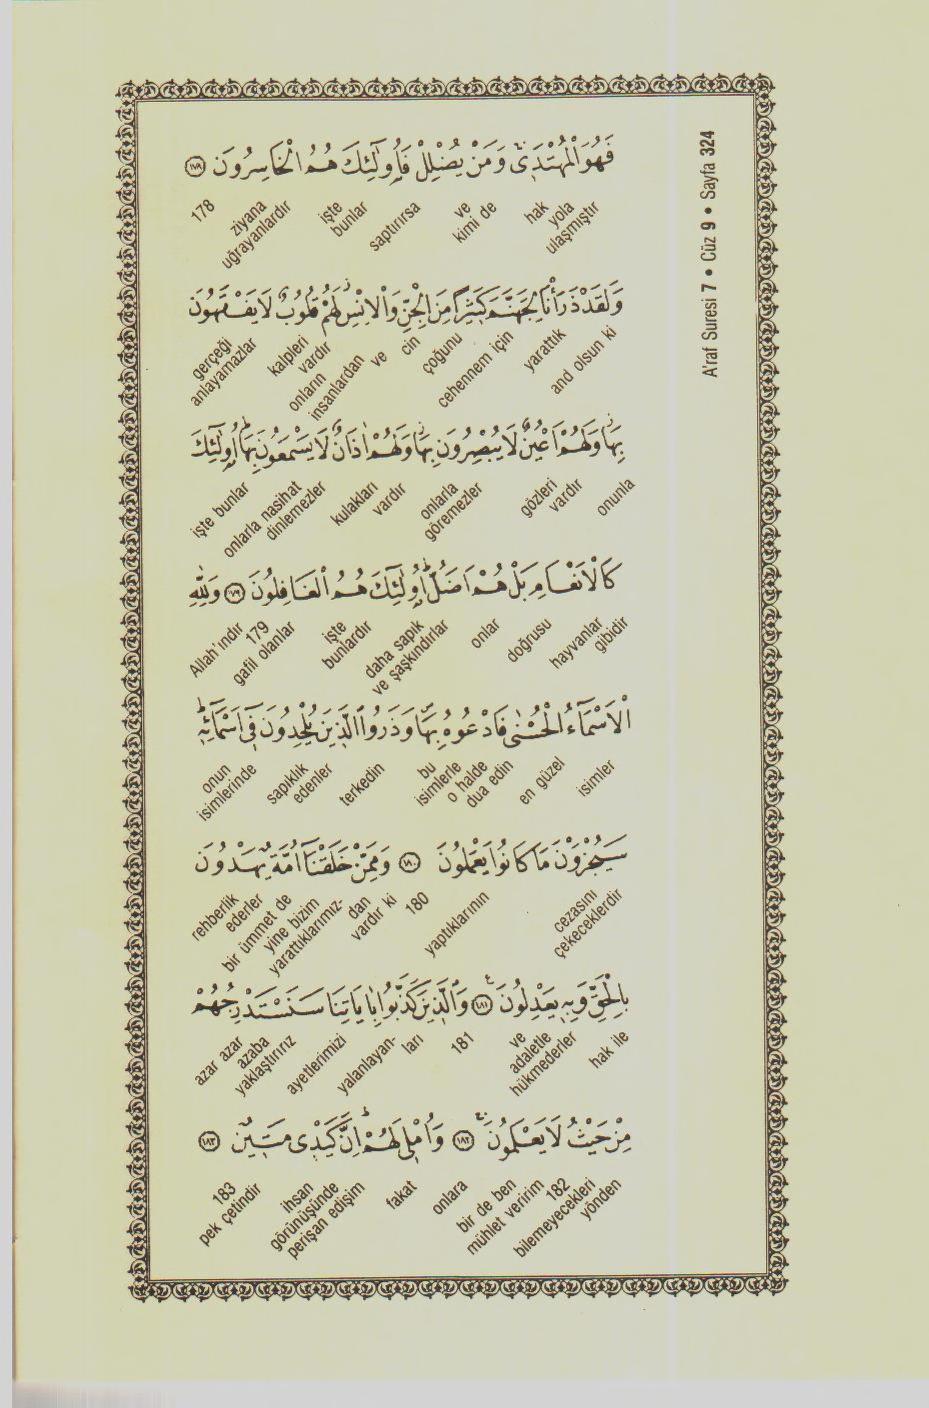 A'raf Suresi 7 • Cüz 9 • Sayfa 324
فَهُوَ الْمُهْتَدٖيۚ وَمَنْ يُضْلِلْ فَاُو۬لٰٓئِكَ هُمُ الْخَاسِرُونَ ﴿١٧٨﴾
hak yola ulaşmıştır
ve kimi de
saptırırsa
işte bunlar
ziyana uğrayanlardır
178
وَلَقَدْ ذَرَأْنَا لِجَهَنَّمَ كَثٖيرًا مِنَ الْجِنِّ وَالْاِنْسِۘ لَهُمْ قُلُوبٌ لَا يَفْقَهُونَ
and olsun ki
yarattık
cehennem için
çoğunu
cin
ve
insanlardan
onların
vardır
kalpleri
gerçeği anlayamazlar
بِهَاۘ وَلَهُمْ اَعْيُنٌ لَا يُبْصِرُونَ بِهَاۘ وَلَهُمْ اٰذَانٌ لَا يَسْمَعُونَ بِهَاۜ اُو۬لٰٓئِكَ
onunla
gözleri vardır
onlarla göremezler
kulakları vardır
onlarla nasihat dinlemezler
işte bunlar
كَالْاَنْعَامِ بَلْ هُمْ اَضَلُّۜ اُو۬لٰٓئِكَ هُمُ الْغَافِلُونَ ﴿١٧٩﴾ وَلِلّٰهِ
hayvanlar gibidir
doğrusu
onlar
daha sapık ve şaşkındırlar
işte bunlardır
gafil olanlar
179
Allah'ındır
الْاَسْمَٓاءُ الْحُسْنٰى فَادْعُوهُ بِهَاۖ وَذَرُوا الَّذٖينَ يُلْحِدُونَ فٖٓي اَسْمَٓائِهٖۜ
isimler
en güzel
o halde dua edin
bu isimlerle
terkedin
sapıklık edenler
onun isimlerinde
سَيُجْزَوْنَ مَا كَانُوا يَعْمَلُونَ ﴿١٨٠﴾ وَمِمَّنْ خَلَقْنَٓا اُمَّةٌ يَهْدُونَ
cezasını çekeceklerdir
yaptıklarının
180
dan vardır ki
yine bizim yarattıklarımız-
bir ümmet de
rehberlik ederler
بِالْحَقِّ وَبِهٖ يَعْدِلُونَ۟ ﴿١٨١﴾ وَالَّذٖينَ كَذَّبُوا بِاٰيَاتِنَا سَنَسْتَدْرِجُهُمْ
hak ile
ve adaletle hükmederler
181
yalanlayan- ları
ayetlerimizi
azar azar azaba yaklaştırırız
مِنْ حَيْثُ لَا يَعْلَمُونَۚ ﴿١٨٢﴾ وَاُمْلٖي لَهُمْۜ اِنَّ كَيْدٖي مَتٖينٌ ﴿١٨٣﴾
yönden
bilemeyecekleri
182
bir de ben mühlet veririm
onlara
fakat
ihsan görünüşünde perişan edişim
pek çetindir
183